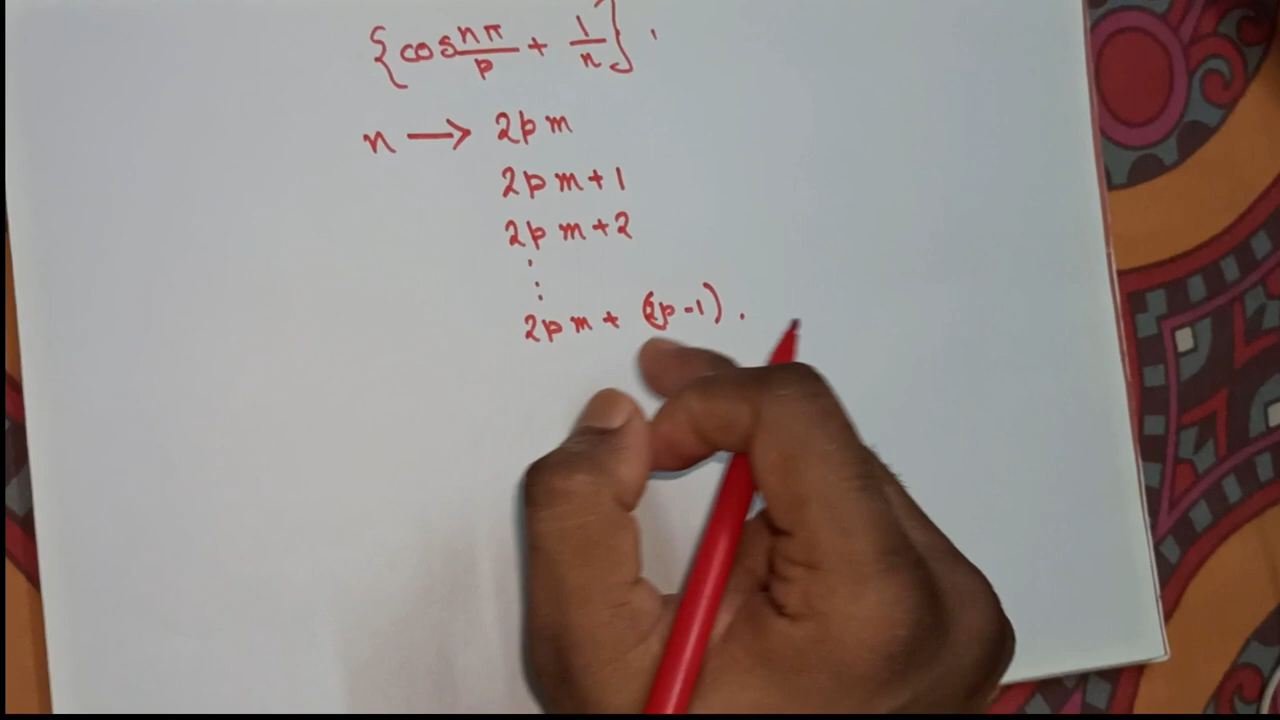 {cos nπ/p + 1/n}.
n → 2pm
2pm+1
2pm+2
⋮
2pm + (2p-1).